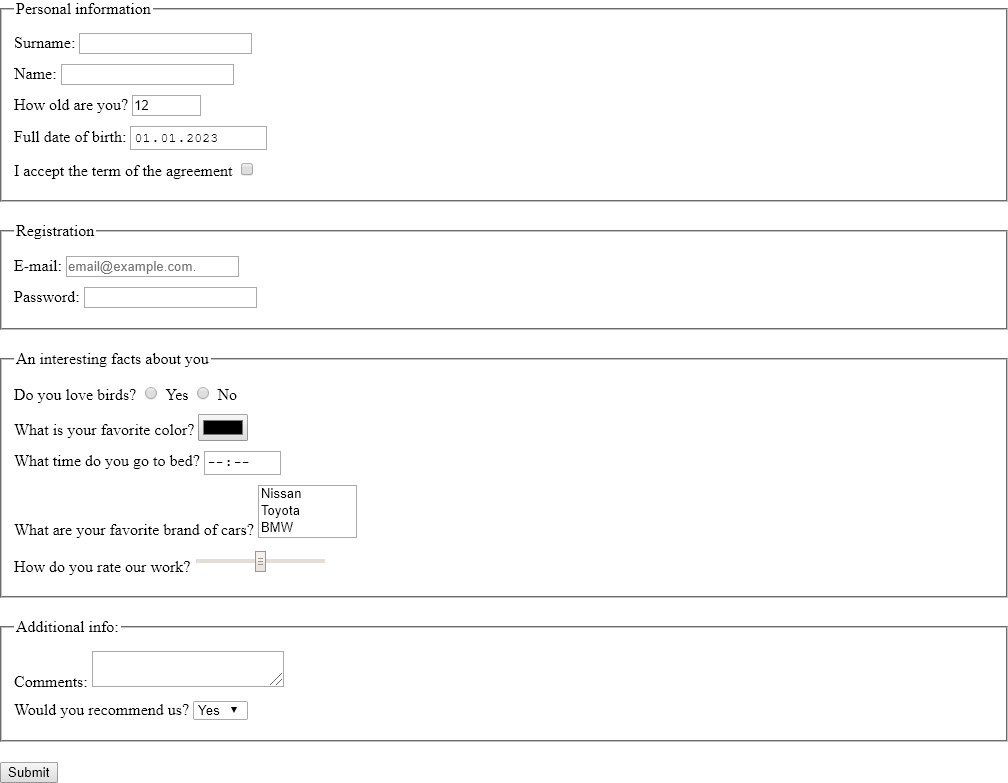 Personal information
Surname:
Name:
How old are you? 12
Full date of birth: 01.01.2023
I accept the term of the agreement
Registration
E-mail: email@example.com.
Password:
An interesting facts about you
Do you love birds? Yes No
What is your favorite color?
What time do you go to bed? --:--
Nissan
Toyota
What are your favorite brand of cars? BMW
How do you rate our work?
Additional info:
Comments:
Would you recommend us? Yes
Submit